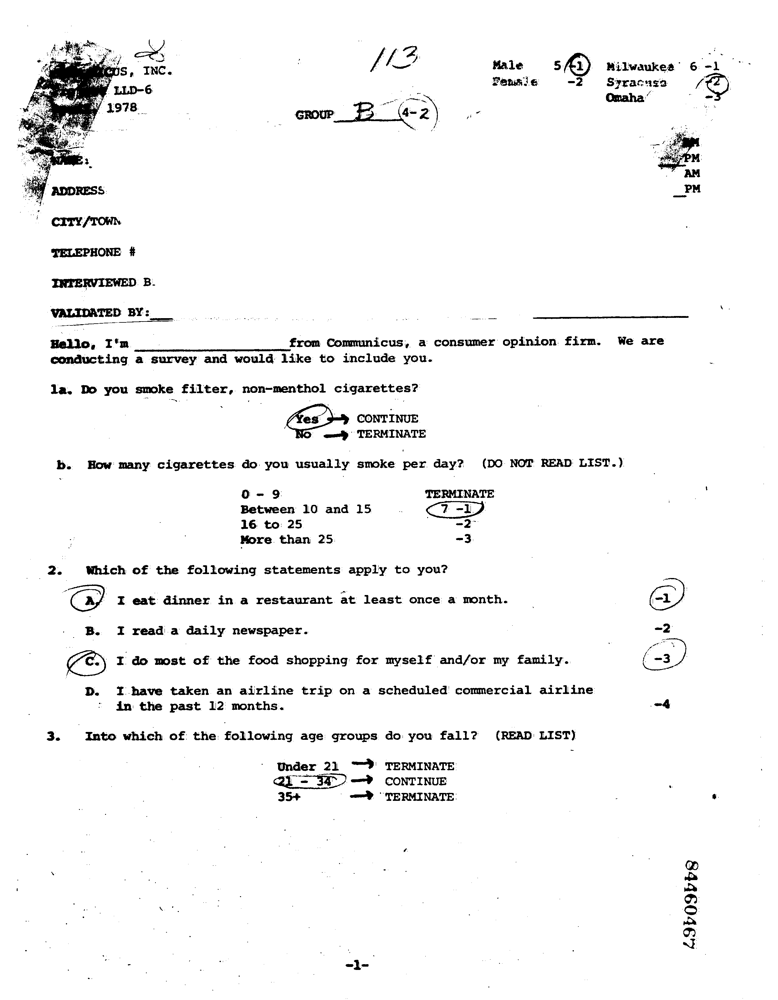 113
Male 5/-1 Milwaukee 6 -1
INC. Female -2 Syracuse -2
LLD-6 Omaha -3
1978
GROUP B 4-2
NAME: PM
AM
ADDRESS PM
CITY/TOWN
TELEPHONE #
INTERVIEWED B.
VALIDATED BY:
Hello, I'm from Communicus, a consumer opinion firm. We are
conducting a survey and would like to include you.
1a. Do you smoke filter, non-menthol cigarettes?
Yes → CONTINUE
No → TERMINATE
b. How many cigarettes do you usually smoke per day? (DO NOT READ LIST.)
0 - 9 TERMINATE
Between 10 and 15 7 -1
16 to 25 -2
More than 25 -3
2. Which of the following statements apply to you?
A. I eat dinner in a restaurant at least once a month. -1
B. I read a daily newspaper. -2
C. I do most of the food shopping for myself and/or my family. -3
D. I have taken an airline trip on a scheduled commercial airline
in the past 12 months. -4
3. Into which of the following age groups do you fall? (READ LIST)
Under 21 → TERMINATE
21 - 34 → CONTINUE
35+ → TERMINATE
84460467
-1-